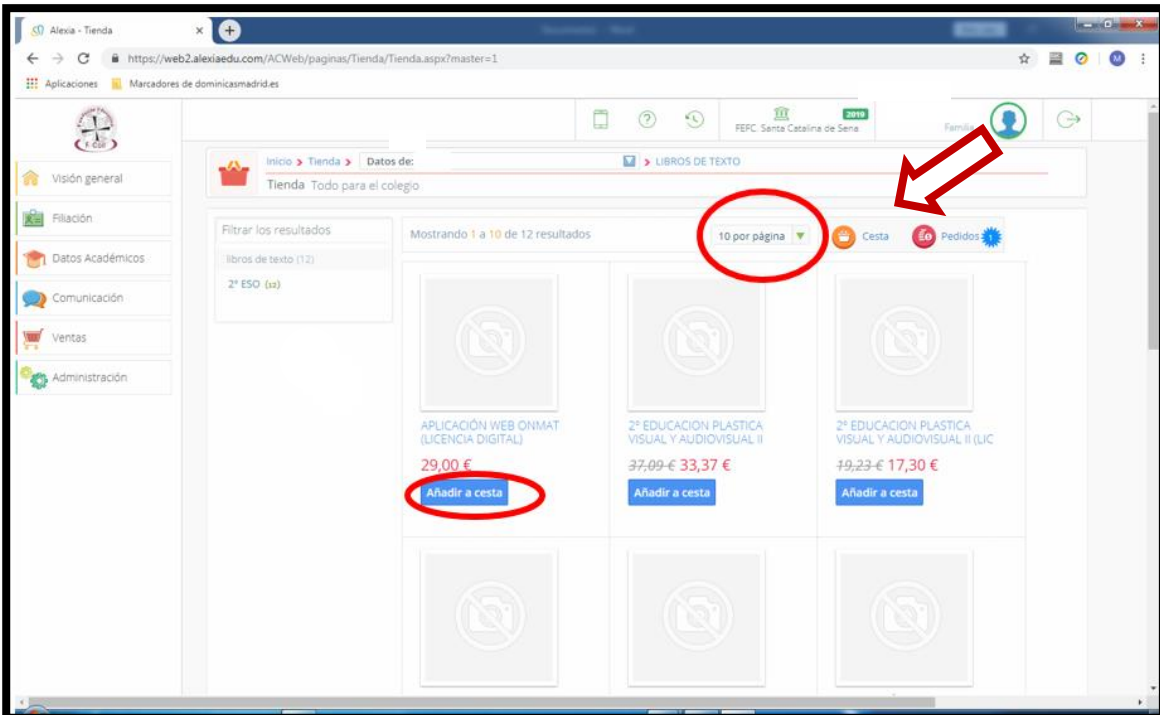 Alexia - Tienda
https://web2.alexiaedu.com/ACWeb/paginas/Tienda/Tienda.aspx?master=1
M
Aplicaciones Marcadores de dominicasmadrid.es
FEFC Santa Catalina de Sena
2019
Familia
Inicio > Tienda > Datos de: > LIBROS DE TEXTO
Tienda Todo para el colegio
Visión general
Filiación
Datos Académicos
Comunicación
Ventas
Administración
Filtrar los resultados
libros de texto (12)
2º ESO (12)
Mostrando 1 a 10 de 12 resultados
10 por página
Cesta
Pedidos 1
APLICACIÓN WEB ONMAT
(LICENCIA DIGITAL)
29,00 €
Añadir a cesta
2º EDUCACION PLASTICA
VISUAL Y AUDIOVISUAL II
37,09 € 33,37 €
Añadir a cesta
2º EDUCACION PLASTICA
VISUAL Y AUDIOVISUAL II (LIC
19,23 € 17,30 €
Añadir a cesta